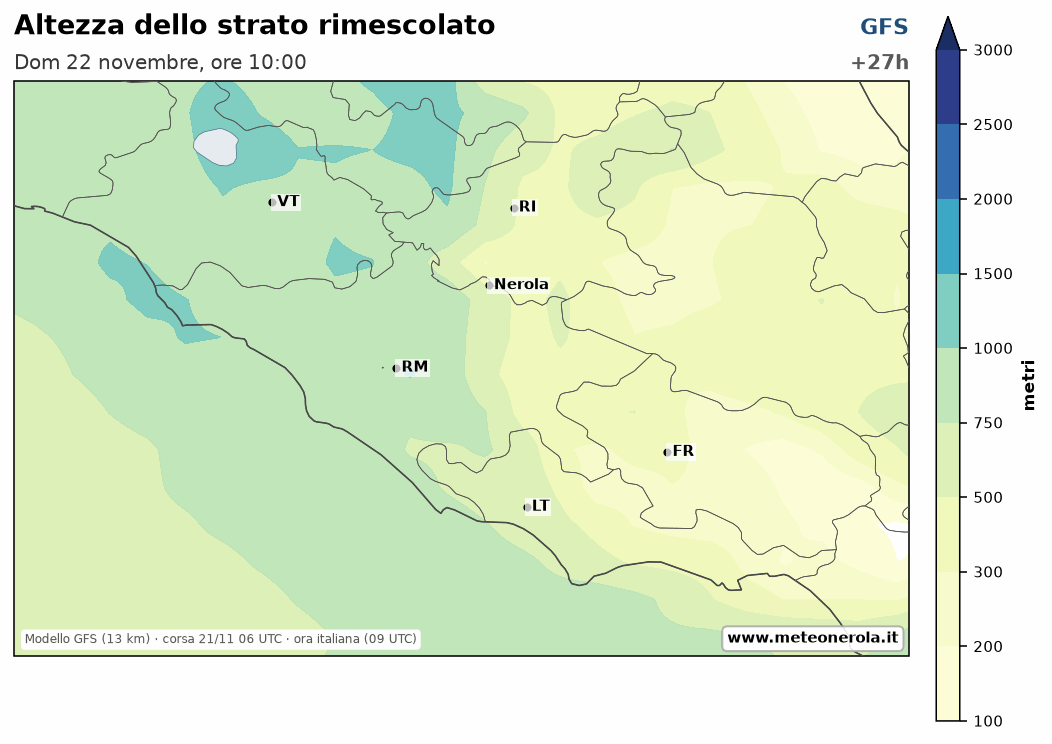 Altezza dello strato rimescolato
GFS
Dom 22 novembre, ore 10:00
+27h
3000
2500
2000
1500
1000
750
500
300
200
100
metri
VT
RI
Nerola
RM
FR
LT
Modello GFS (13 km) · corsa 21/11 06 UTC · ora italiana (09 UTC)
www.meteonerola.it